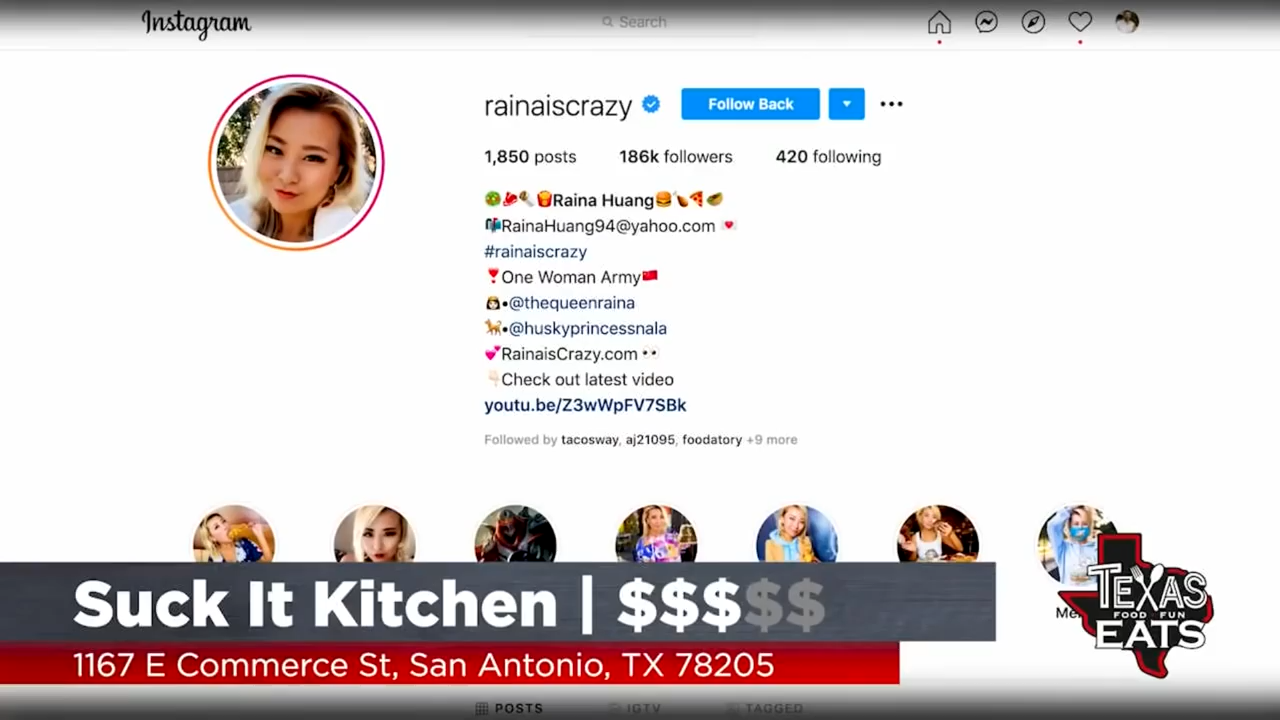 Instagram
Search
rainaiscrazy
Follow Back
1,850 posts 186k followers 420 following
Raina Huang
RainaHuang94@yahoo.com
#rainaiscrazy
One Woman Army
•@thequeenraina
•@huskyprincessnala
RainaisCrazy.com
Check out latest video
youtu.be/Z3wWpFV7SBk
Followed by tacosway, aj21095, foodatory +9 more
Suck It Kitchen | $$$$$
1167 E Commerce St, San Antonio, TX 78205
TEXAS
FOOD FUN
EATS
POSTS IGTV TAGGED